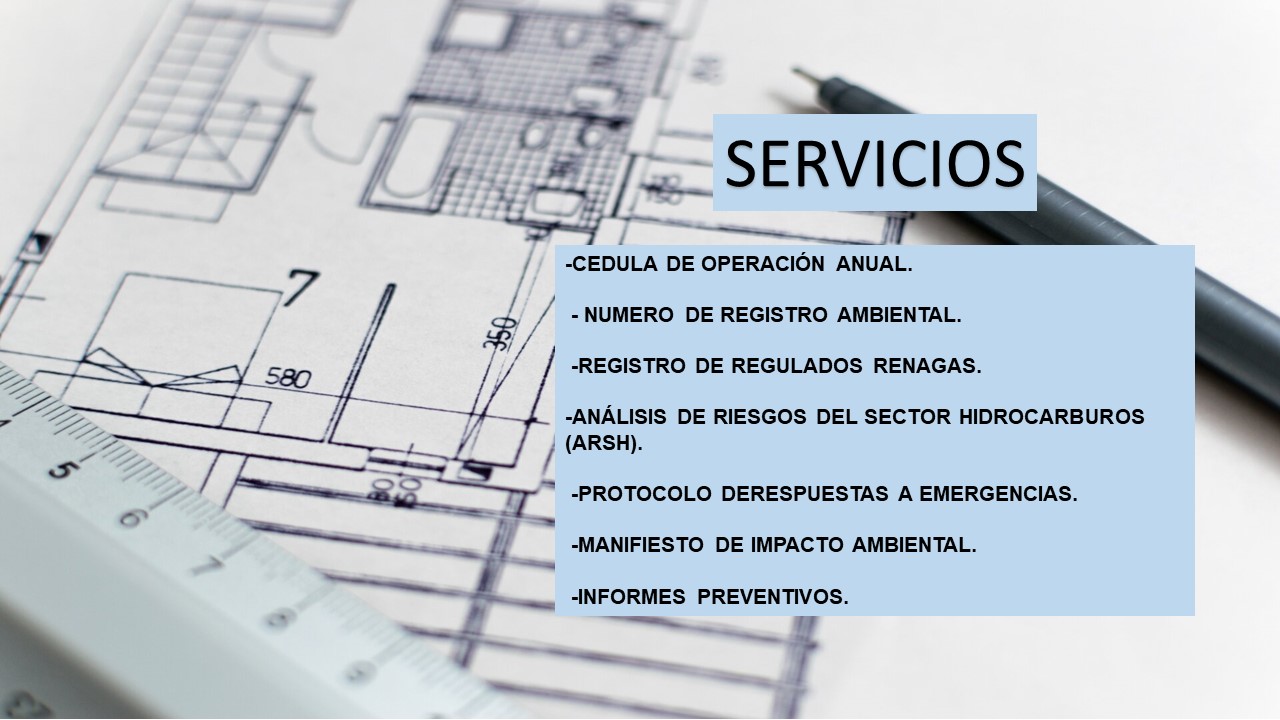 SERVICIOS
-CEDULA DE OPERACIÓN ANUAL.
- NUMERO DE REGISTRO AMBIENTAL.
-REGISTRO DE REGULADOS RENAGAS.
-ANÁLISIS DE RIESGOS DEL SECTOR HIDROCARBUROS
(ARSH).
-PROTOCOLO DERESPUESTAS A EMERGENCIAS.
-MANIFIESTO DE IMPACTO AMBIENTAL.
-INFORMES PREVENTIVOS.
7
350
580
5
6
7
8
9